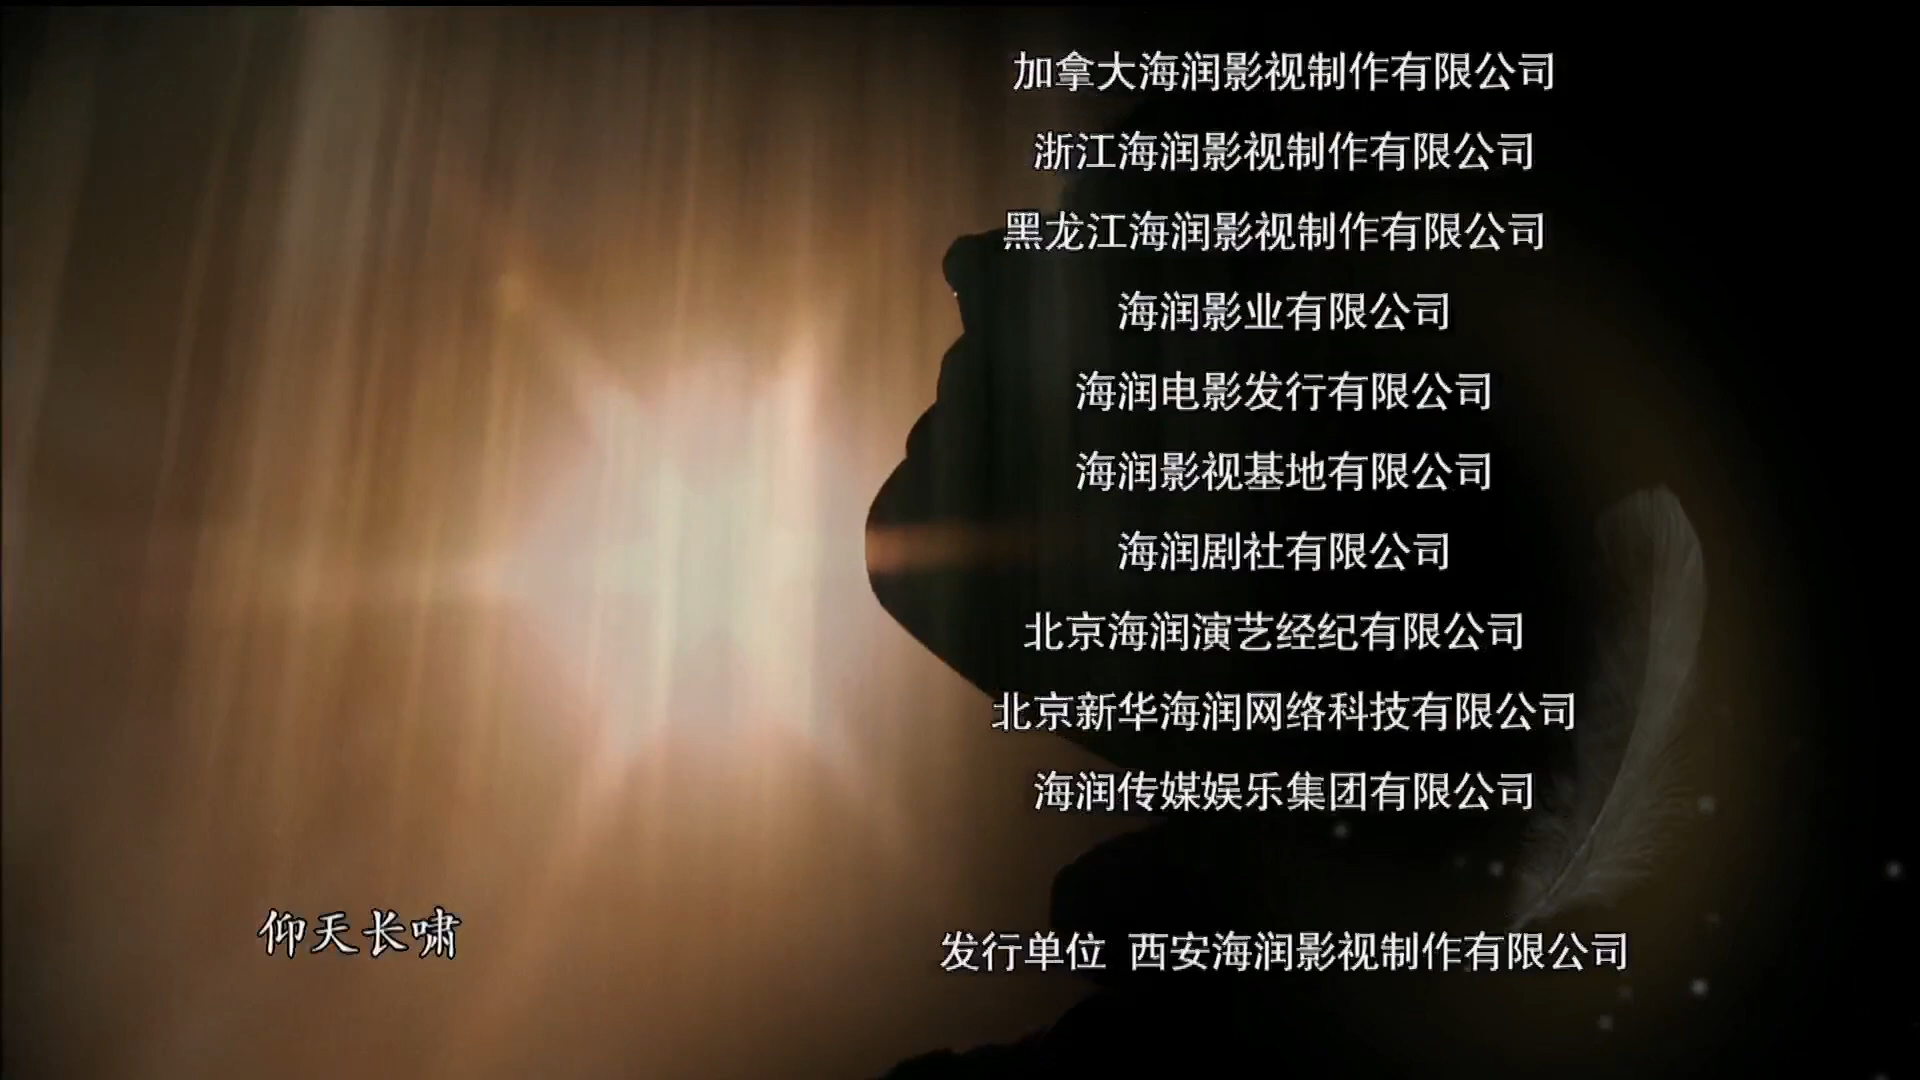 加拿大海润影视制作有限公司
浙江海润影视制作有限公司
黑龙江海润影视制作有限公司
海润影业有限公司
海润电影发行有限公司
海润影视基地有限公司
海润剧社有限公司
北京海润演艺经纪有限公司
北京新华海润网络科技有限公司
海润传媒娱乐集团有限公司
仰天长啸
发行单位 西安海润影视制作有限公司